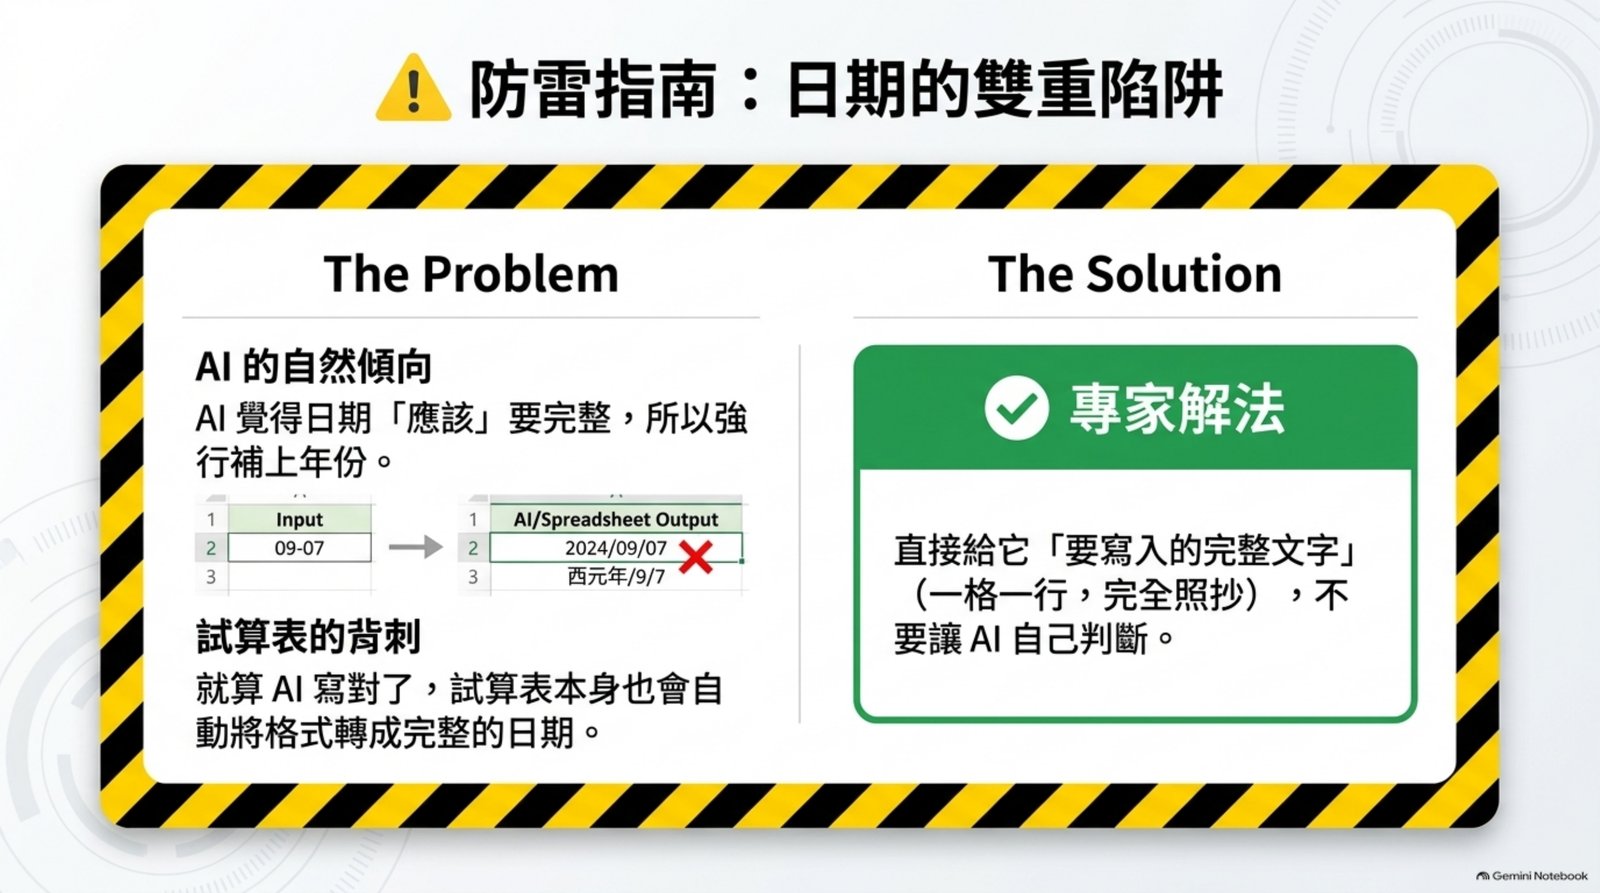 防雷指南：日期的雙重陷阱
The Problem
AI 的自然傾向
AI 覺得日期「應該」要完整，所以強
行補上年份。
1 Input
2 09-07
3
1 AI/Spreadsheet Output
2 2024/09/07
3 西元年/9/7
試算表的背刺
就算 AI 寫對了，試算表本身也會自
動將格式轉成完整的日期。
The Solution
專家解法
直接給它「要寫入的完整文字」
（一格一行，完全照抄），不
要讓 AI 自己判斷。
Gemini Notebook